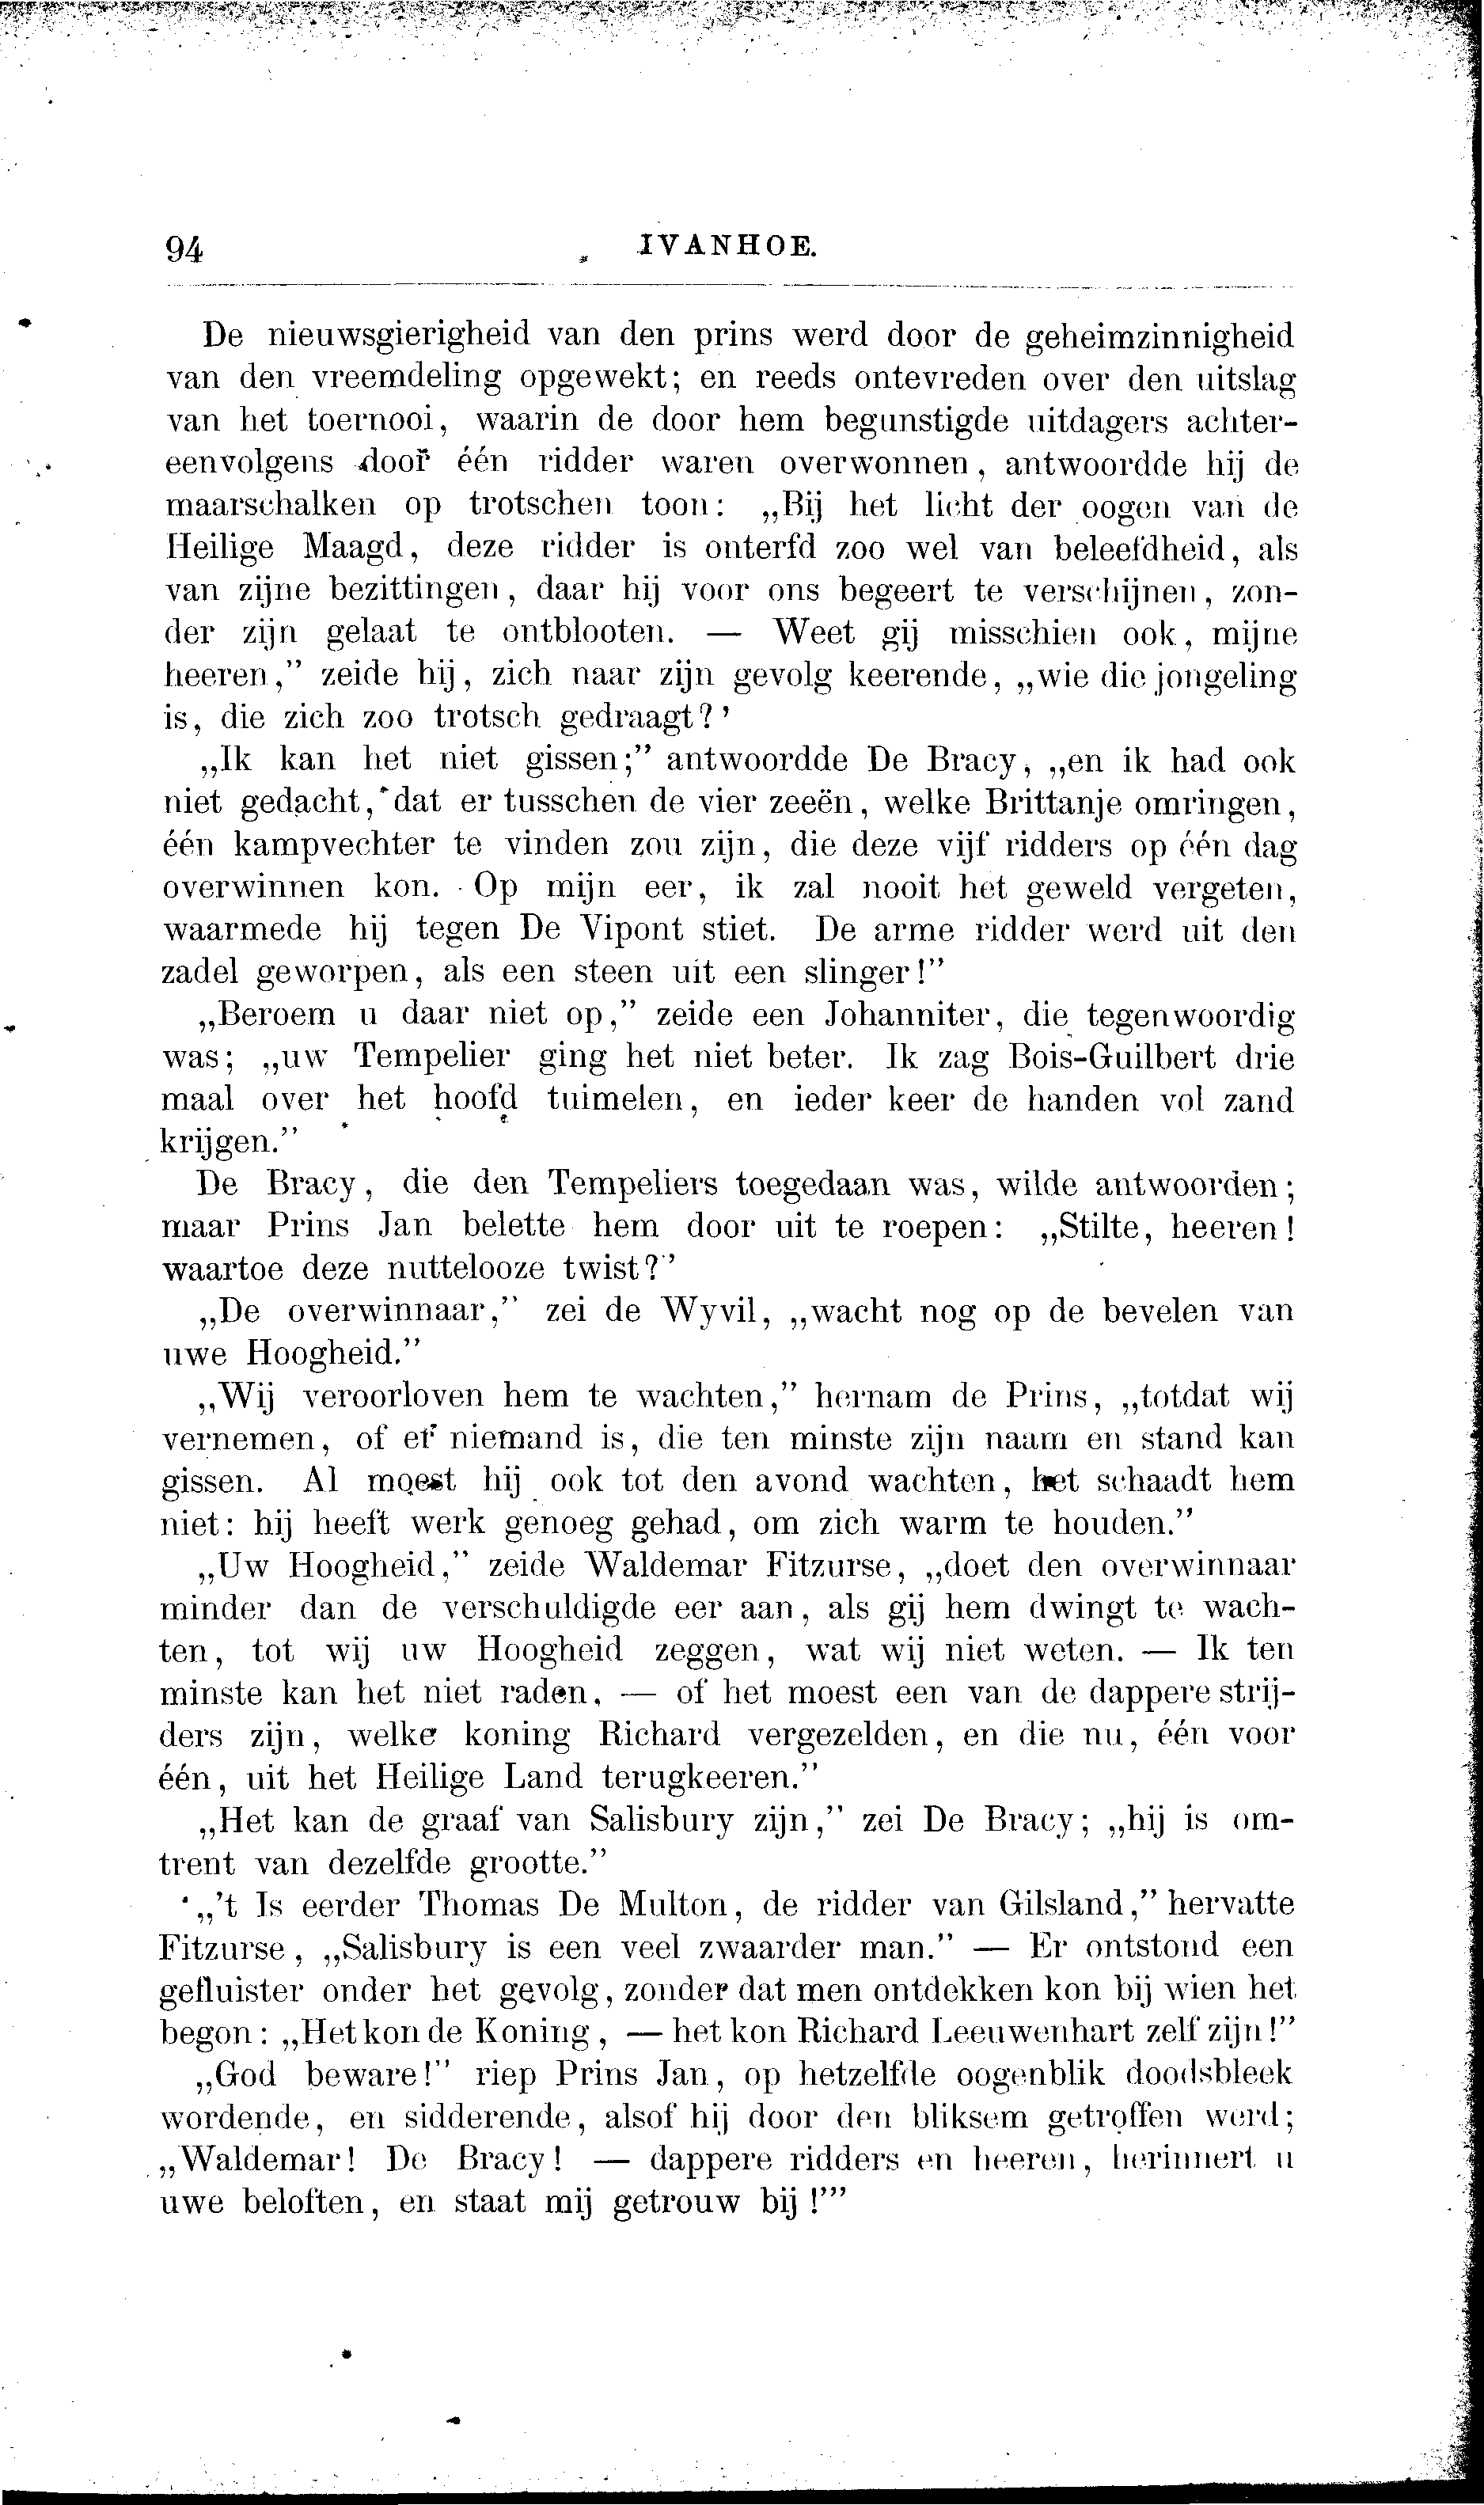 94 IVANHOE.
De nieuwsgierigheid van den prins werd door de geheimzinnigheid
van den vreemdeling opgewekt; en reeds ontevreden over den uitslag
van het toernooi, waarin de door hem begunstigde uitdagers achter-
eenvolgens door één ridder waren overwonnen, antwoordde hij de
maarschalken op trotschen toon: „Bij het licht der oogen van de
Heilige Maagd, deze ridder is onterfd zoo wel van beleefdheid, als
van zijne bezittingen, daar hij voor ons begeert te verschijnen, zon-
der zijn gelaat te ontblooten. — Weet gij misschien ook, mijne
heeren,” zeide hij, zich naar zijn gevolg keerende, „wie die jongeling
is, die zich zoo trotsch gedraagt?’
„Ik kan het niet gissen;” antwoordde De Bracy, „en ik had ook
niet gedacht, dat er tusschen de vier zeeën, welke Brittanje omringen,
één kampvechter te vinden zou zijn, die deze vijf ridders op één dag
overwinnen kon. Op mijn eer, ik zal nooit het geweld vergeten,
waarmede hij tegen De Vipont stiet. De arme ridder werd uit den
zadel geworpen, als een steen uit een slinger!”
„Beroem u daar niet op,” zeide een Johanniter, die tegenwoordig
was; „uw Tempelier ging het niet beter. Ik zag Bois-Guilbert drie
maal over het hoofd tuimelen, en ieder keer de handen vol zand
krijgen.”
De Bracy, die den Tempeliers toegedaan was, wilde antwoorden;
maar Prins Jan belette hem door uit te roepen: „Stilte, heeren!
waartoe deze nuttelooze twist?”
„De overwinnaar,” zei de Wyvil, „wacht nog op de bevelen van
uwe Hoogheid.”
„Wij veroorloven hem te wachten,” hernam de Prins, „totdat wij
vernemen, of er niemand is, die ten minste zijn naam en stand kan
gissen. Al moest hij ook tot den avond wachten, het schaadt hem
niet: hij heeft werk genoeg gehad, om zich warm te houden.”
„Uw Hoogheid,” zeide Waldemar Fitzurse, „doet den overwinnaar
minder dan de verschuldigde eer aan, als gij hem dwingt te wach-
ten, tot wij uw Hoogheid zeggen, wat wij niet weten. — Ik ten
minste kan het niet raden, — of het moest een van de dappere strij-
ders zijn, welke koning Richard vergezelden, en die nu, één voor
één, uit het Heilige Land terugkeeren.”
„Het kan de graaf van Salisbury zijn,” zei De Bracy; „hij is om-
trent van dezelfde grootte.”
„’t Is eerder Thomas De Multon, de ridder van Gilsland,” hervatte
Fitzurse, „Salisbury is een veel zwaarder man.” — Er ontstond een
gefluister onder het gevolg, zonder dat men ontdekken kon bij wien het
begon: „Het kon de Koning, — het kon Richard Leeuwenhart zelf zijn!”
„God beware!” riep Prins Jan, op hetzelfde oogenblik doodsbleek
wordende, en sidderende, alsof hij door den bliksem getroffen werd;
„Waldemar! De Bracy! — dappere ridders en heeren, herinnert u
uwe beloften, en staat mij getrouw bij!”’